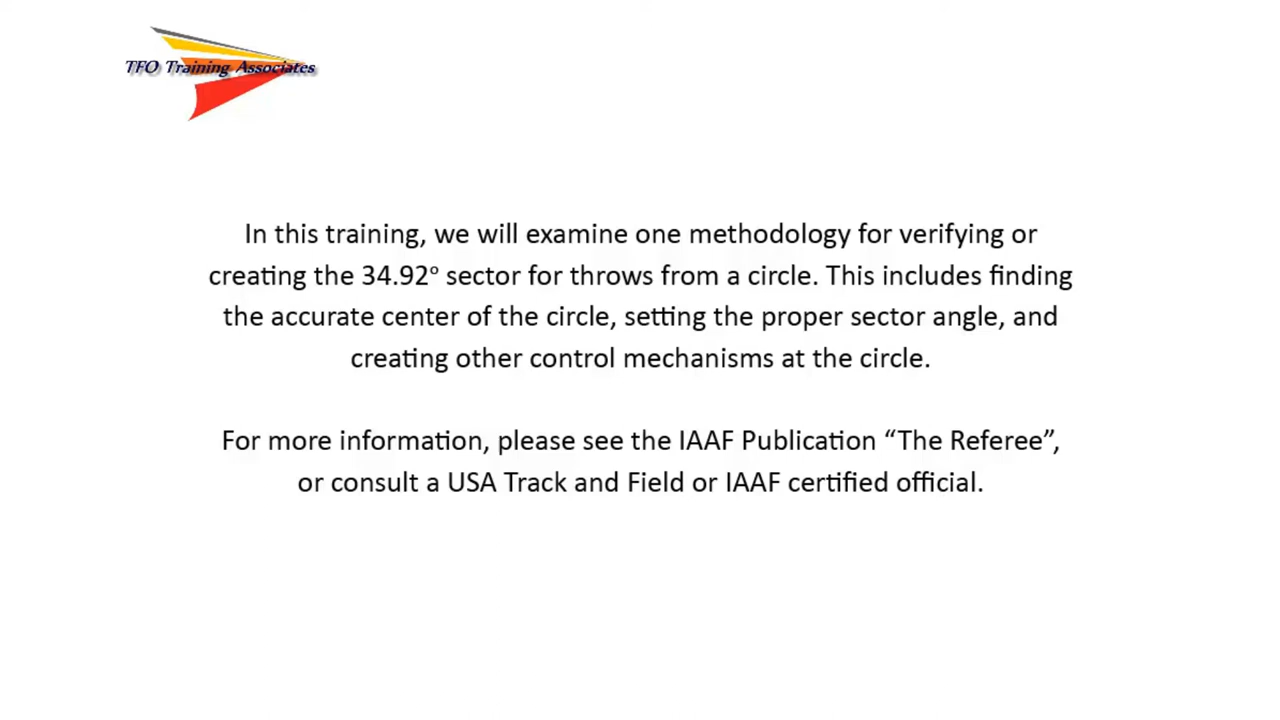 TFO Training Associates
In this training, we will examine one methodology for verifying or
creating the 34.92º sector for throws from a circle. This includes finding
the accurate center of the circle, setting the proper sector angle, and
creating other control mechanisms at the circle.
For more information, please see the IAAF Publication “The Referee”,
or consult a USA Track and Field or IAAF certified official.